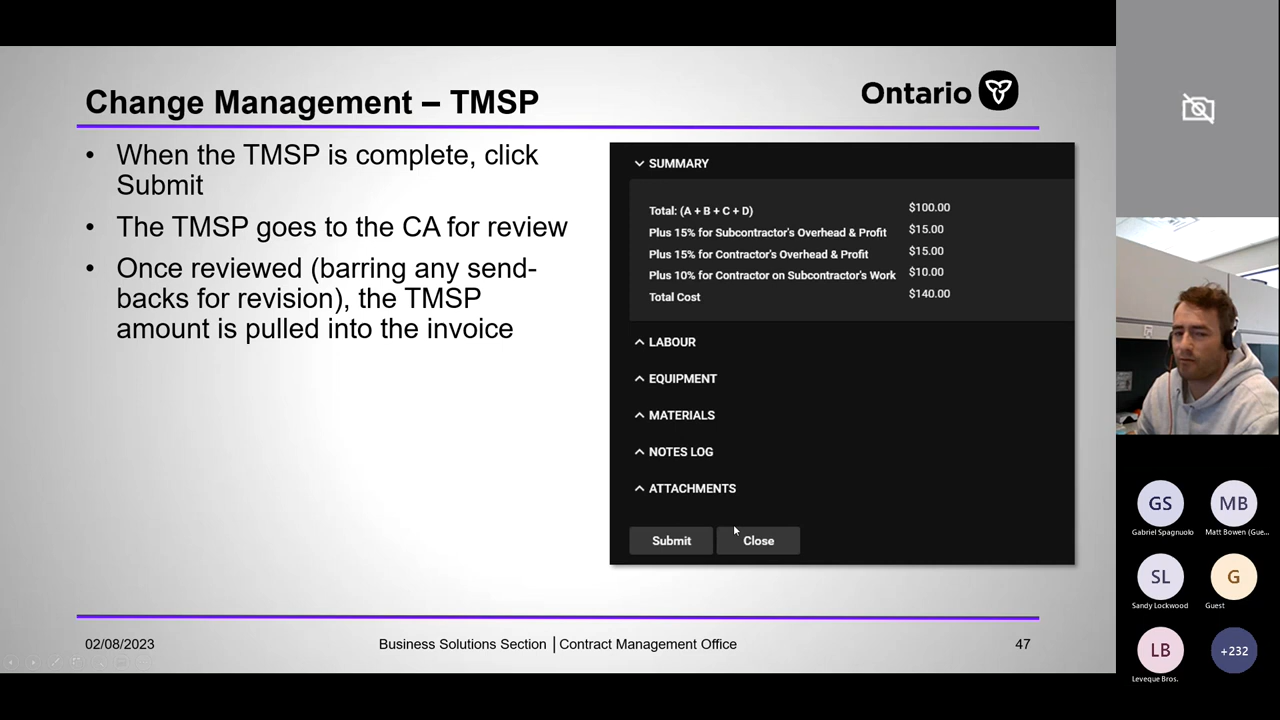 Change Management – TMSP
Ontario
• When the TMSP is complete, click
Submit
• The TMSP goes to the CA for review
• Once reviewed (barring any send-
backs for revision), the TMSP
amount is pulled into the invoice
SUMMARY
Total: (A + B + C + D) $100.00
Plus 15% for Subcontractor's Overhead & Profit $15.00
Plus 15% for Contractor's Overhead & Profit $15.00
Plus 10% for Contractor on Subcontractor's Work $10.00
Total Cost $140.00
LABOUR
EQUIPMENT
MATERIALS
NOTES LOG
ATTACHMENTS
Submit Close
02/08/2023 Business Solutions Section | Contract Management Office 47
GS MB
Gabriel Spagnuolo Matt Bowen (Gue...
SL G
Sandy Lockwood Guest
LB +232
Leveque Bros.